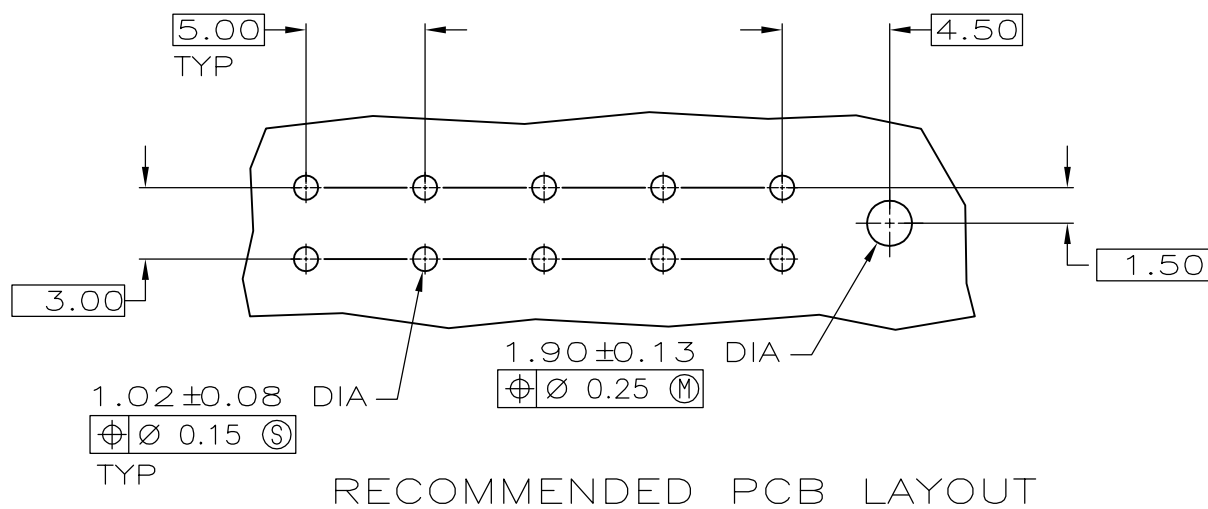 5.00
TYP
4.50
3.00
1.50
1.90±0.13 DIA
⌖ Ø 0.25 Ⓜ
1.02±0.08 DIA
⌖ Ø 0.15 Ⓢ
TYP
RECOMMENDED PCB LAYOUT